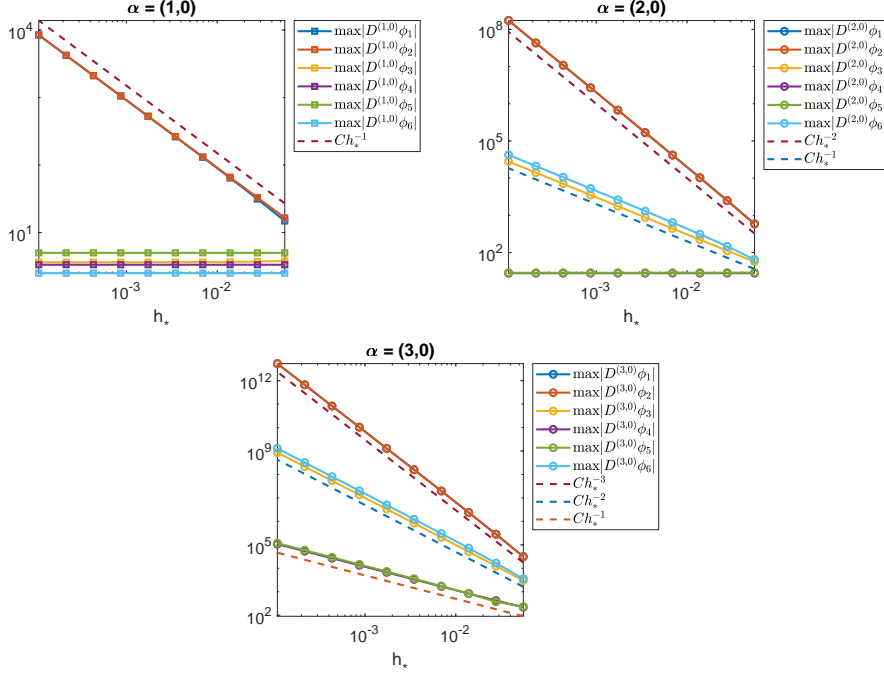 α = (1,0)
10^4
10^1
10^-3
10^-2
h_*
max|D^(1,0)ϕ_1|
max|D^(1,0)ϕ_2|
max|D^(1,0)ϕ_3|
max|D^(1,0)ϕ_4|
max|D^(1,0)ϕ_5|
max|D^(1,0)ϕ_6|
Ch_*^-1
α = (2,0)
10^8
10^5
10^2
10^-3
10^-2
h_*
max|D^(2,0)ϕ_1|
max|D^(2,0)ϕ_2|
max|D^(2,0)ϕ_3|
max|D^(2,0)ϕ_4|
max|D^(2,0)ϕ_5|
max|D^(2,0)ϕ_6|
Ch_*^-2
Ch_*^-1
α = (3,0)
10^12
10^9
10^5
10^2
10^-3
10^-2
h_*
max|D^(3,0)ϕ_1|
max|D^(3,0)ϕ_2|
max|D^(3,0)ϕ_3|
max|D^(3,0)ϕ_4|
max|D^(3,0)ϕ_5|
max|D^(3,0)ϕ_6|
Ch_*^-3
Ch_*^-2
Ch_*^-1